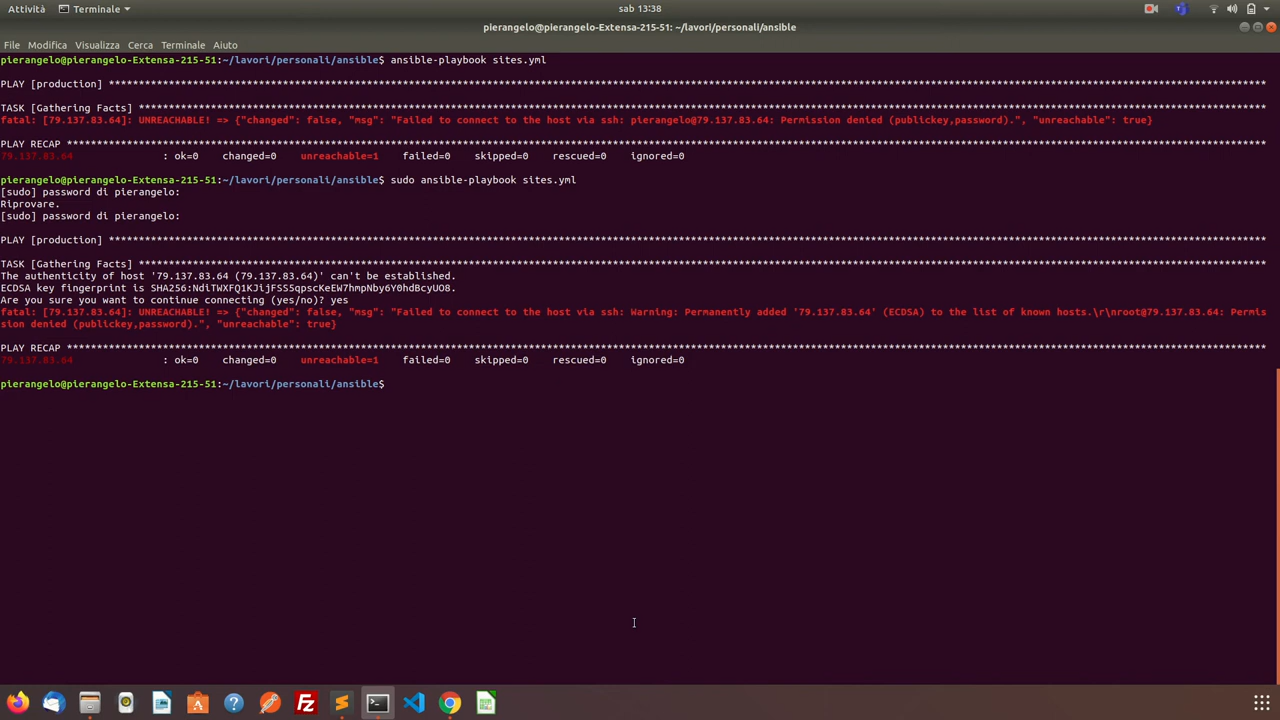 Attività Terminale sab 13:38
pierangelo@pierangelo-Extensa-215-51: ~/lavori/personali/ansible
File Modifica Visualizza Cerca Terminale Aiuto
pierangelo@pierangelo-Extensa-215-51:~/lavori/personali/ansible$ ansible-playbook sites.yml
PLAY [production] ****************************************************************************************************
TASK [Gathering Facts] ****************************************************************************************************
fatal: [79.137.83.64]: UNREACHABLE! => {"changed": false, "msg": "Failed to connect to the host via ssh: pierangelo@79.137.83.64: Permission denied (publickey,password).", "unreachable": true}
PLAY RECAP ****************************************************************************************************
79.137.83.64 : ok=0 changed=0 unreachable=1 failed=0 skipped=0 rescued=0 ignored=0
pierangelo@pierangelo-Extensa-215-51:~/lavori/personali/ansible$ sudo ansible-playbook sites.yml
[sudo] password di pierangelo:
Riprovare.
[sudo] password di pierangelo:
PLAY [production] ****************************************************************************************************
TASK [Gathering Facts] ****************************************************************************************************
The authenticity of host '79.137.83.64 (79.137.83.64)' can't be established.
ECDSA key fingerprint is SHA256:NdiTWXFQ1KJijFSS5qpscKeEW7hmpNby6Y0hdBcyUO8.
Are you sure you want to continue connecting (yes/no)? yes
fatal: [79.137.83.64]: UNREACHABLE! => {"changed": false, "msg": "Failed to connect to the host via ssh: Warning: Permanently added '79.137.83.64' (ECDSA) to the list of known hosts.\r\nroot@79.137.83.64: Permis
sion denied (publickey,password).", "unreachable": true}
PLAY RECAP ****************************************************************************************************
79.137.83.64 : ok=0 changed=0 unreachable=1 failed=0 skipped=0 rescued=0 ignored=0
pierangelo@pierangelo-Extensa-215-51:~/lavori/personali/ansible$